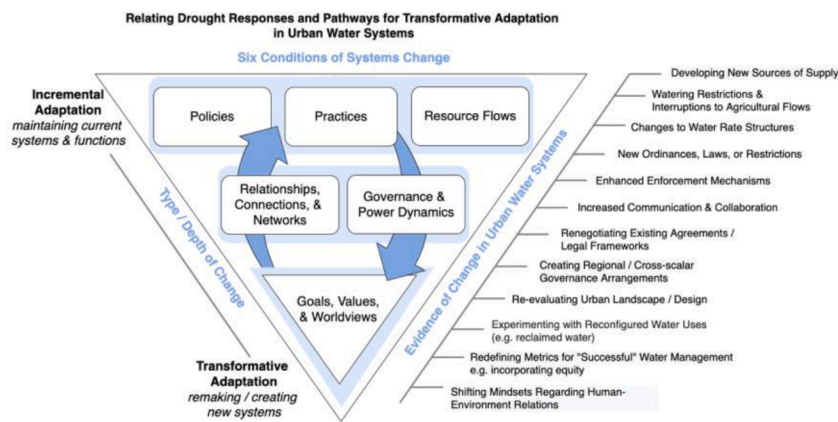 Relating Drought Responses and Pathways for Transformative Adaptation
in Urban Water Systems
Six Conditions of Systems Change
Incremental
Adaptation
maintaining current
systems & functions
Type / Depth of Change
Transformative
Adaptation
remaking / creating
new systems
Policies
Practices
Resource Flows
Relationships,
Connections, &
Networks
Governance &
Power Dynamics
Goals, Values,
& Worldviews
Evidence of Change in Urban Water Systems
Developing New Sources of Supply
Watering Restrictions &
Interruptions to Agricultural Flows
Changes to Water Rate Structures
New Ordinances, Laws, or Restrictions
Enhanced Enforcement Mechanisms
Increased Communication & Collaboration
Renegotiating Existing Agreements /
Legal Frameworks
Creating Regional / Cross-scalar
Governance Arrangements
Re-evaluating Urban Landscape / Design
Experimenting with Reconfigured Water Uses
(e.g. reclaimed water)
Redefining Metrics for "Successful" Water Management
e.g. incorporating equity
Shifting Mindsets Regarding Human-
Environment Relations